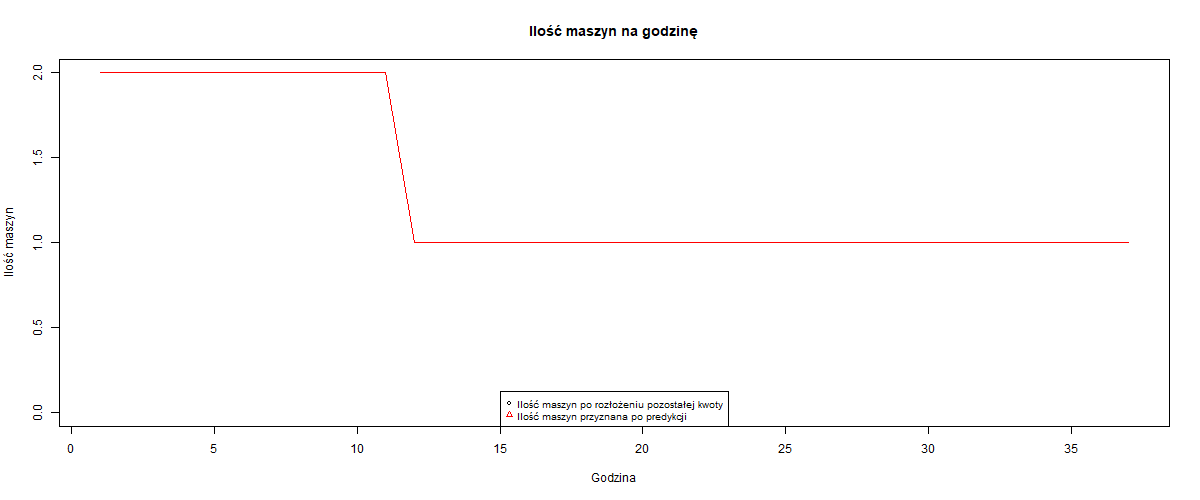 Ilość maszyn na godzinę
Ilość maszyn
2.0
1.5
1.0
0.5
0.0
Ilość maszyn po rozłożeniu pozostałej kwoty
Ilość maszyn przyznana po predykcji
0 5 10 15 20 25 30 35
Godzina